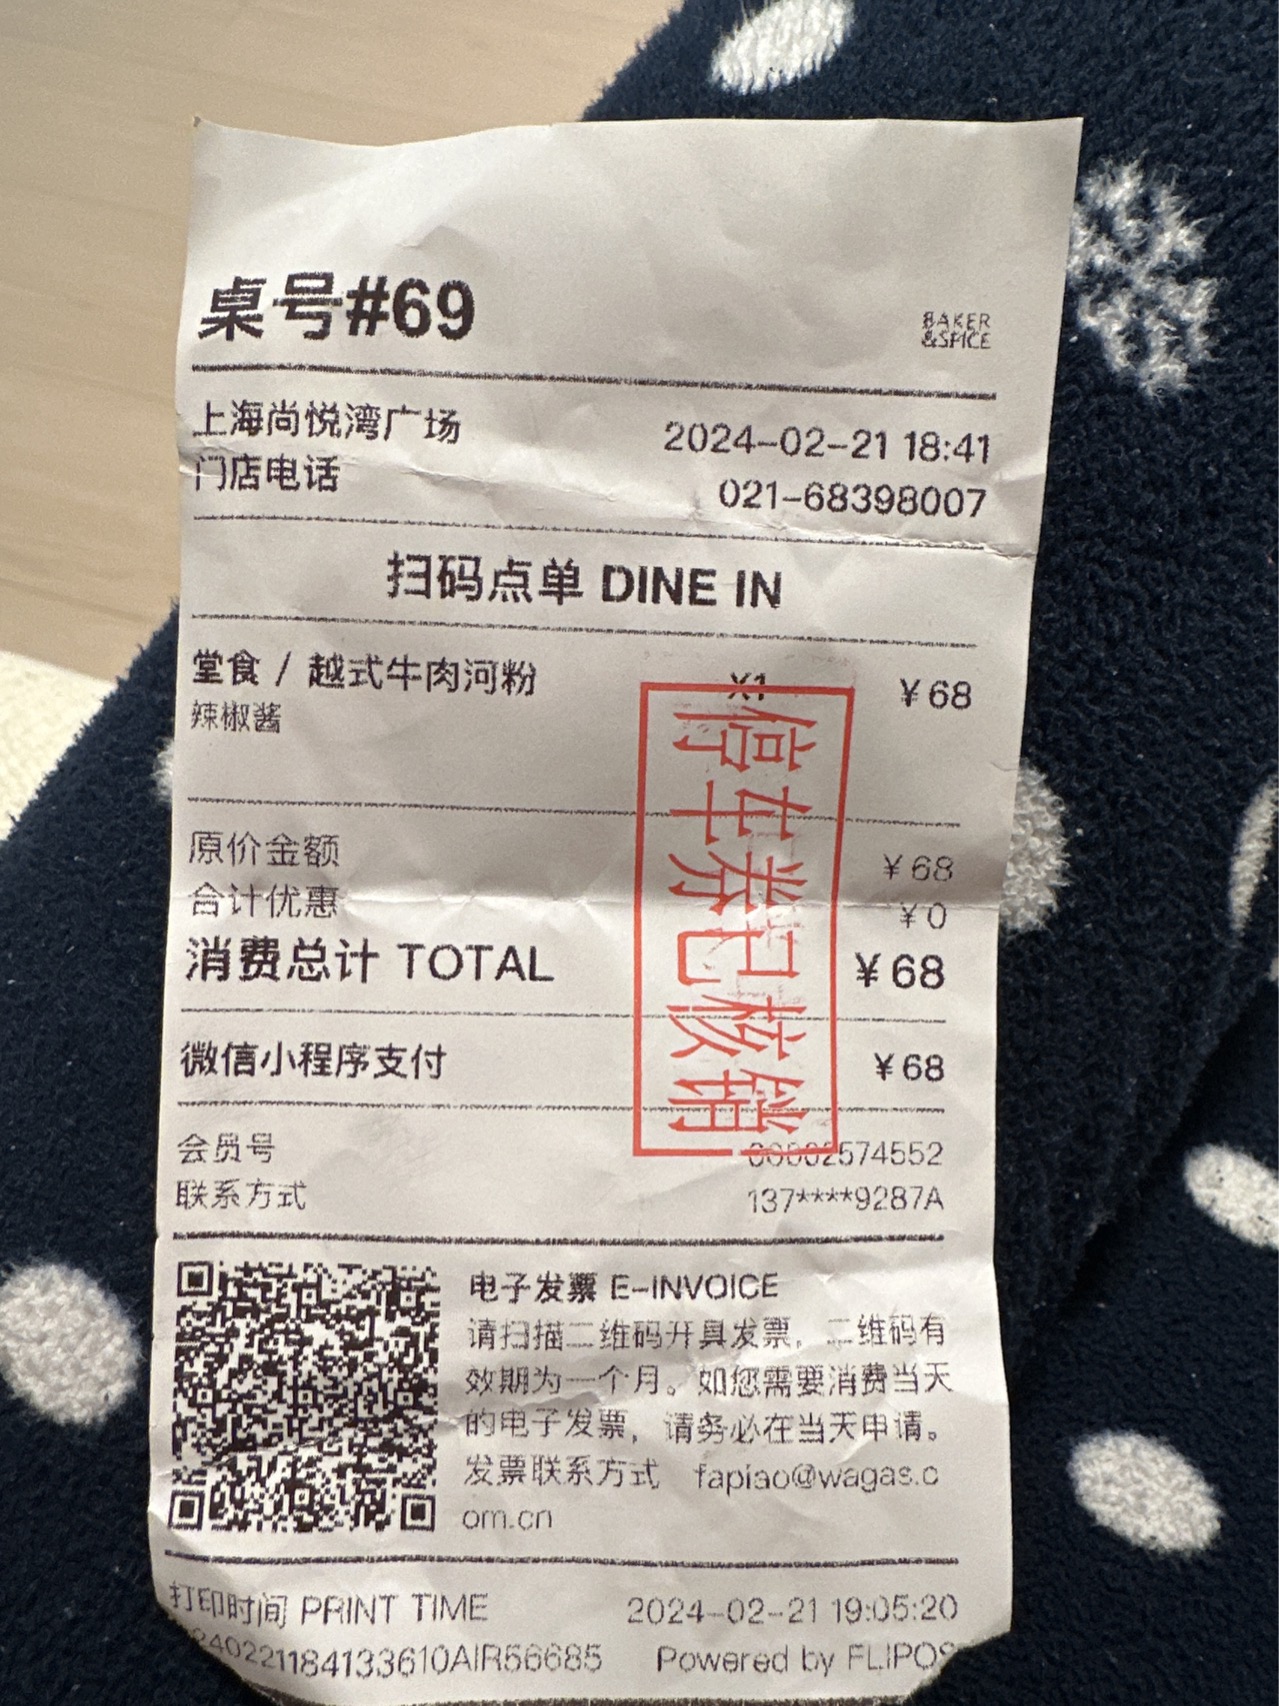 桌号#69
BAKER
&SPICE
上海尚悦湾广场 2024-02-21 18:41
门店电话 021-68398007
扫码点单 DINE IN
堂食 / 越式牛肉河粉 X1 ¥68
辣椒酱
停车券已核销
原价金额 ¥68
合计优惠 ¥0
消费总计 TOTAL ¥68
微信小程序支付 ¥68
会员号 00002574552
联系方式 137****9287A
电子发票 E-INVOICE
请扫描二维码开具发票,二维码有
效期为一个月。如您需要消费当天
的电子发票,请务必在当天申请。
发票联系方式 fapiao@wagas.c
om.cn
打印时间 PRINT TIME 2024-02-21 19:05:20
240221184133610AIR56685 Powered by FLIPOS